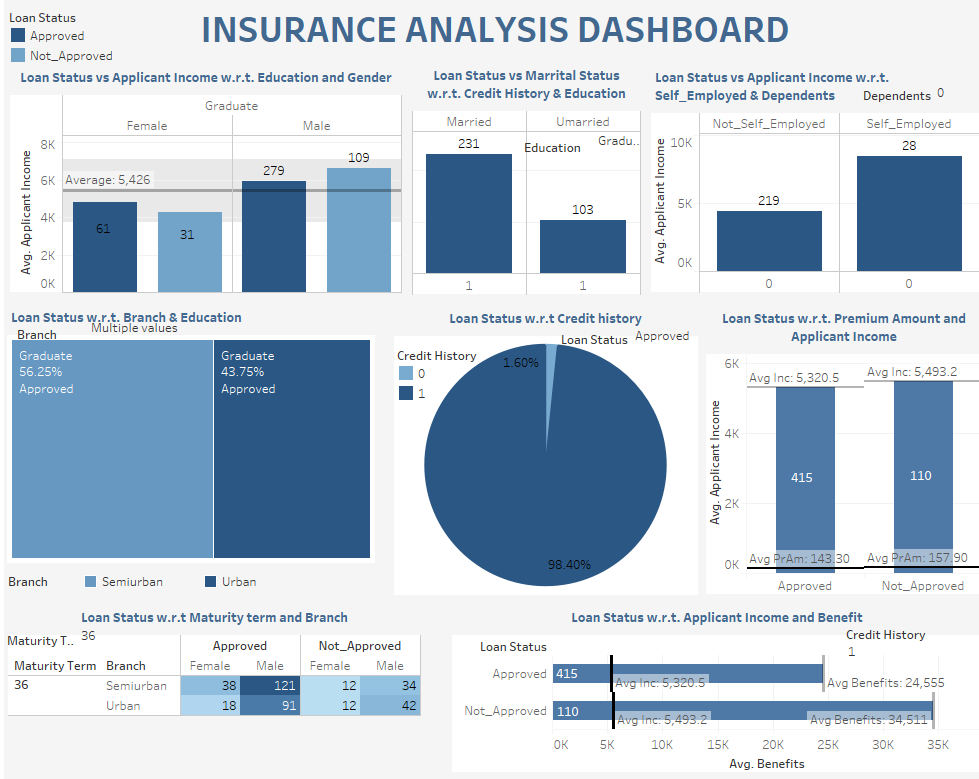 Loan Status
Approved
Not_Approved
INSURANCE ANALYSIS DASHBOARD
Loan Status vs Applicant Income w.r.t. Education and Gender
Graduate
Female Male
8K
6K
4K
2K
0K
Avg. Applicant Income
Average: 5,426
61
31
279
109
Loan Status vs Marrital Status
w.r.t. Credit History & Education
Married Umarried
231
Education Gradu..
103
1 1
Loan Status vs Applicant Income w.r.t.
Self_Employed & Dependents
Dependents 0
Not_Self_Employed Self_Employed
10K
5K
0K
Avg. Applicant Income
219
28
0 0
Loan Status w.r.t. Branch & Education
Branch Multiple values
Graduate
56.25%
Approved
Graduate
43.75%
Approved
Branch Semiurban Urban
Loan Status w.r.t Credit history
Loan Status Approved
Credit History
0
1
1.60%
98.40%
Loan Status w.r.t. Premium Amount and
Applicant Income
6K
4K
2K
0K
Avg. Applicant Income
Avg Inc: 5,320.5
Avg Inc: 5,493.2
415
110
Avg PrAm: 143.30
Avg PrAm: 157.90
Approved Not_Approved
Loan Status w.r.t Maturity term and Branch
Maturity T.. 36
Approved Not_Approved
Maturity Term Branch Female Male Female Male
36 Semiurban 38 121 12 34
Urban 18 91 12 42
Loan Status w.r.t. Applicant Income and Benefit
Credit History
1
Loan Status
Approved 415 Avg Inc: 5,320.5 Avg Benefits: 24,555
Not_Approved 110 Avg Inc: 5,493.2 Avg Benefits: 34,511
0K 5K 10K 15K 20K 25K 30K 35K
Avg. Benefits